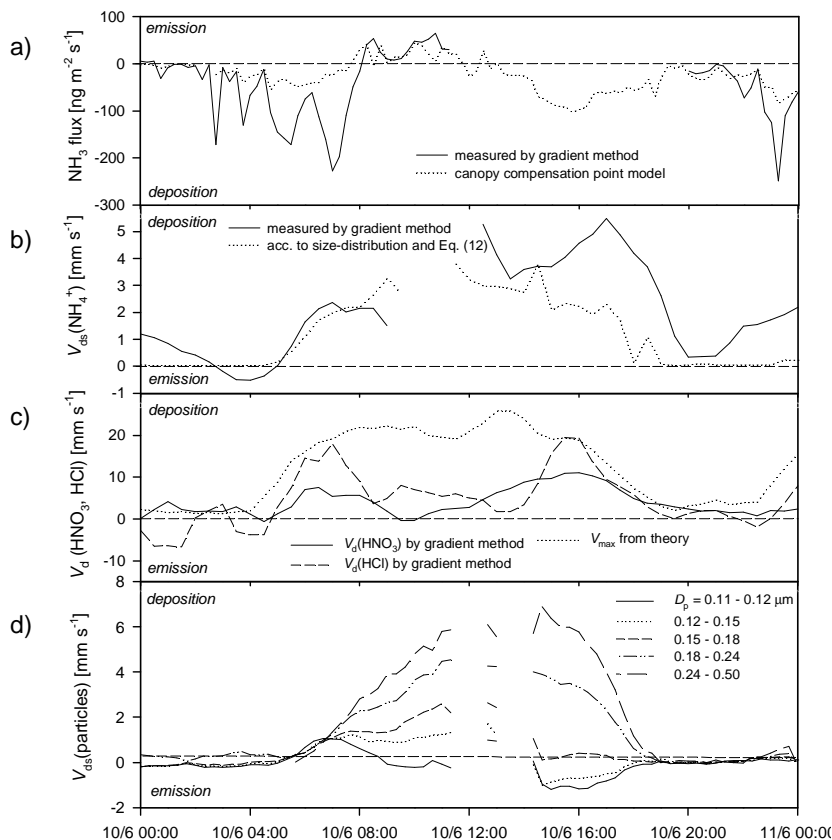 a)
NH3 flux [ng m-2 s-1]
100
0
-100
-200
-300
emission
deposition
measured by gradient method
canopy compensation point model
b)
Vds(NH4+) [mm s-1]
5
4
3
2
1
0
-1
deposition
emission
measured by gradient method
acc. to size-distribution and Eq. (12)
c)
Vd (HNO3, HCl) [mm s-1]
20
10
0
-10
deposition
emission
Vd(HNO3) by gradient method
Vd(HCl) by gradient method
Vmax from theory
d)
Vds(particles) [mm s-1]
8
6
4
2
0
-2
deposition
emission
Dp = 0.11 - 0.12 µm
0.12 - 0.15
0.15 - 0.18
0.18 - 0.24
0.24 - 0.50
10/6 00:00 10/6 04:00 10/6 08:00 10/6 12:00 10/6 16:00 10/6 20:00 11/6 00:00